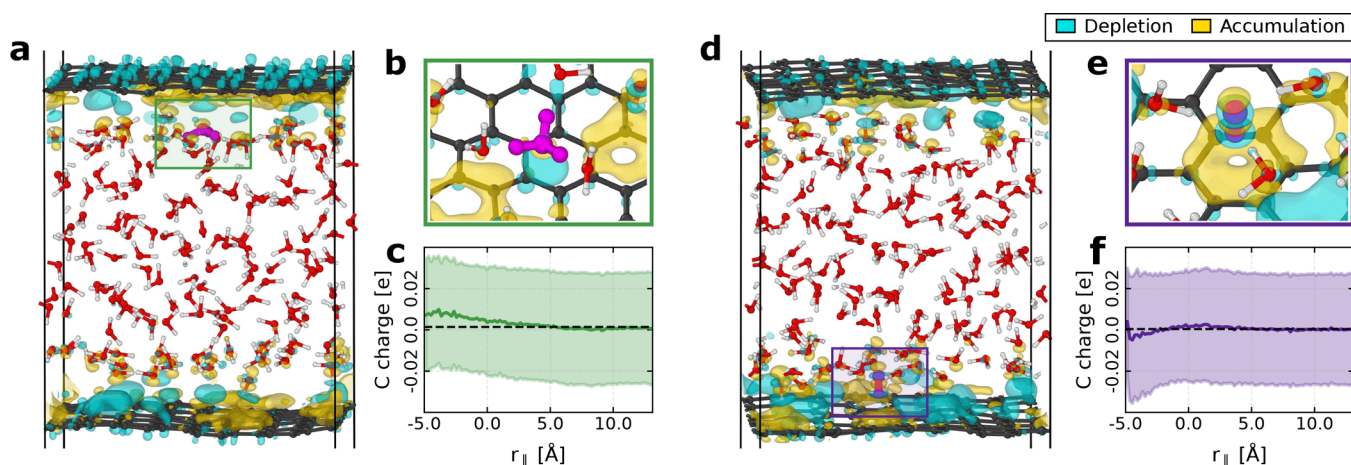 Depletion Accumulation
a
b
c
C charge [e]
0.02
0.0
-0.02
-5.0 0.0 5.0 10.0
r∥ [Å]
d
e
f
C charge [e]
0.02
0.0
-0.02
-5.0 0.0 5.0 10.0
r∥ [Å]